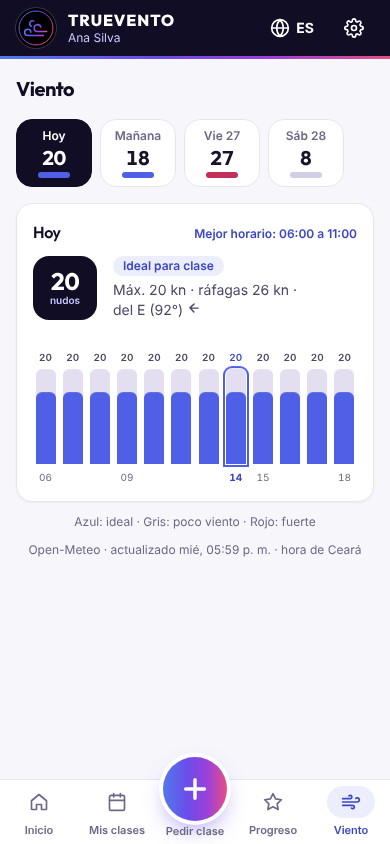 TRUEVENTO
Ana Silva
ES
Viento
Hoy
20
Mañana
18
Vie 27
27
Sáb 28
8
Hoy
Mejor horario: 06:00 a 11:00
20
nudos
Ideal para clase
Máx. 20 kn · ráfagas 26 kn ·
del E (92°) ←
20 20 20 20 20 20 20 20 20 20 20 20
06 09 14 15 18
Azul: ideal · Gris: poco viento · Rojo: fuerte
Open-Meteo · actualizado mié, 05:59 p. m. · hora de Ceará
Inicio
Mis clases
Pedir clase
Progreso
Viento